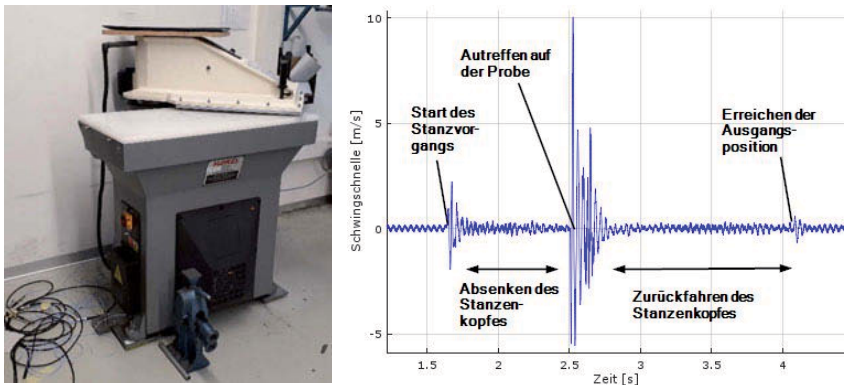 10
5
0
-5
Schwingschnelle [m/s]
1.5
2
2.5
3
3.5
4
Zeit [s]
Start des
Stanzvor-
gangs
Autreffen auf
der Probe
Erreichen der
Ausgangs-
position
Absenken des
Stanzen-
kopfes
Zurückfahren des
Stanzenkopfes